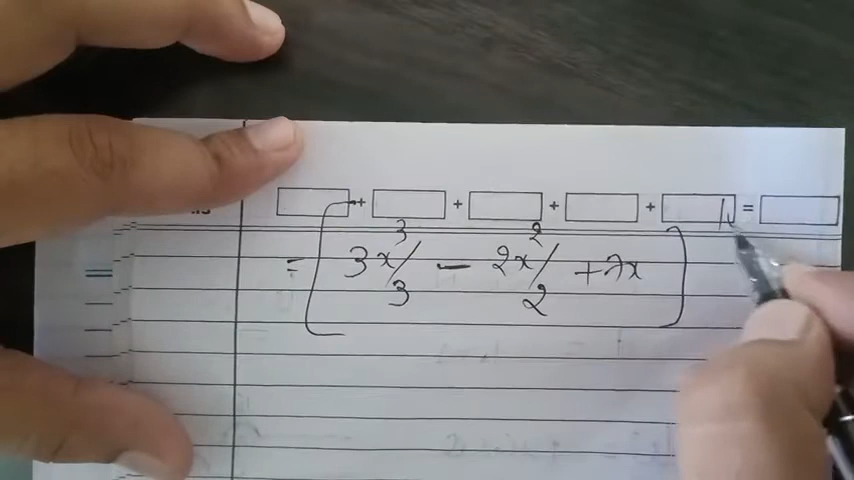 + + + + =
= [ 3x³/3 - 2x²/2 + 7x ]